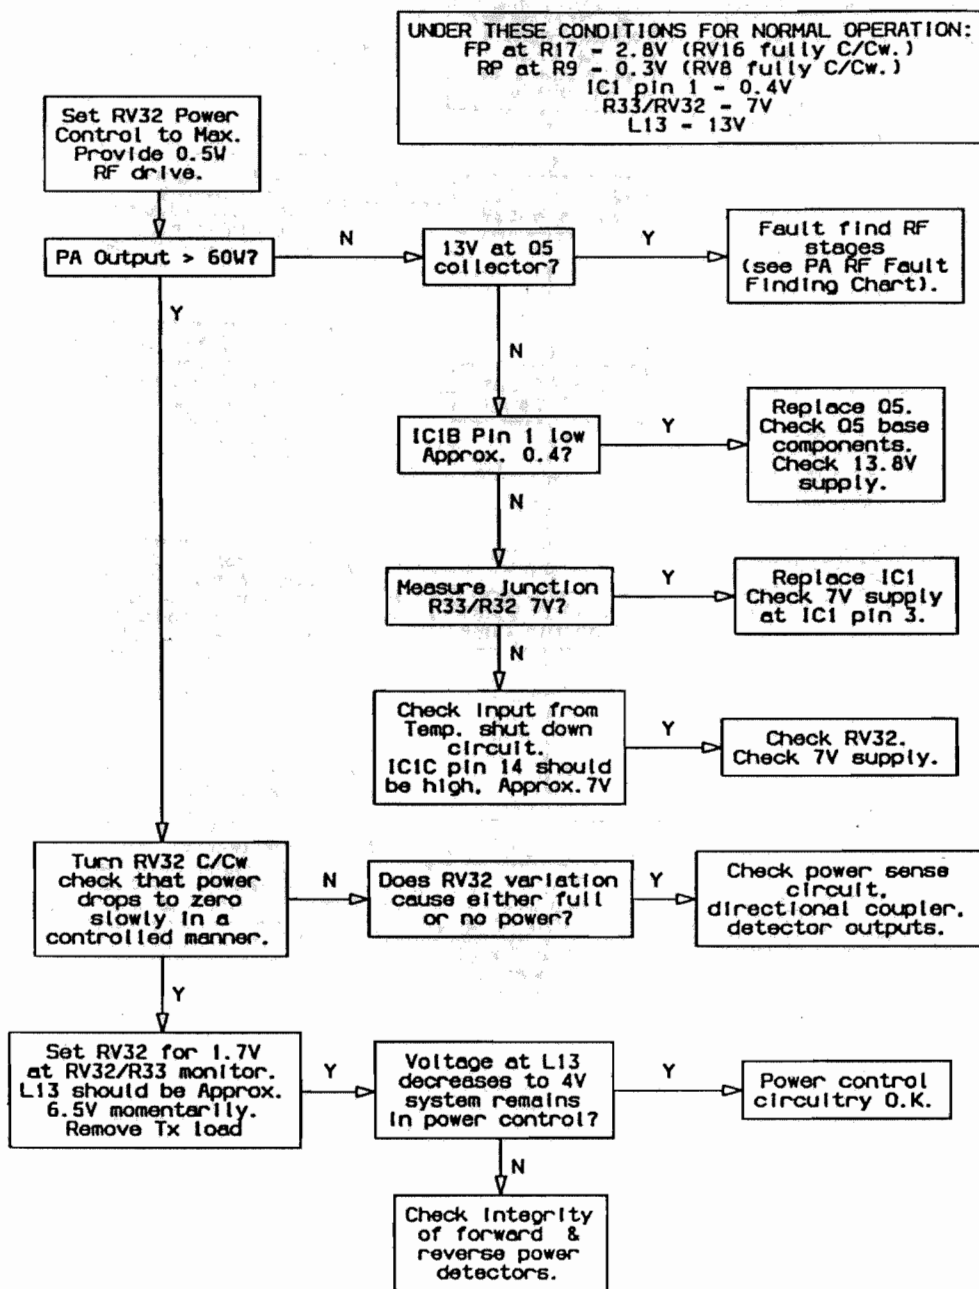 UNDER THESE CONDITIONS FOR NORMAL OPERATION:
FP at R17 - 2.8V (RV16 fully C/Cw.)
RP at R9 - 0.3V (RV8 fully C/Cw.)
IC1 pin 1 - 0.4V
R33/RV32 - 7V
L13 - 13V
Set RV32 Power
Control to Max.
Provide 0.5W
RF drive.
PA Output > 60W?
N
13V at Q5
collector?
Y
Fault find RF
stages
(see PA RF Fault
Finding Chart).
Y
N
IC1B Pin 1 low
Approx. 0.4?
Y
Replace Q5.
Check Q5 base
components.
Check 13.8V
supply.
N
Measure junction
R33/R32 7V?
Y
Replace IC1
Check 7V supply
at IC1 pin 3.
N
Check input from
Temp. shut down
circuit.
IC1C pin 14 should
be high. Approx.7V
Y
Check RV32.
Check 7V supply.
Turn RV32 C/Cw
check that power
drops to zero
slowly in a
controlled manner.
N
Does RV32 variation
cause either full
or no power?
Y
Check power sense
circuit.
directional coupler.
detector outputs.
Y
Set RV32 for 1.7V
at RV32/R33 monitor.
L13 should be Approx.
6.5V momentarily.
Remove Tx load
Y
Voltage at L13
decreases to 4V
system remains
in power control?
Y
Power control
circuitry O.K.
N
Check integrity
of forward &
reverse power
detectors.